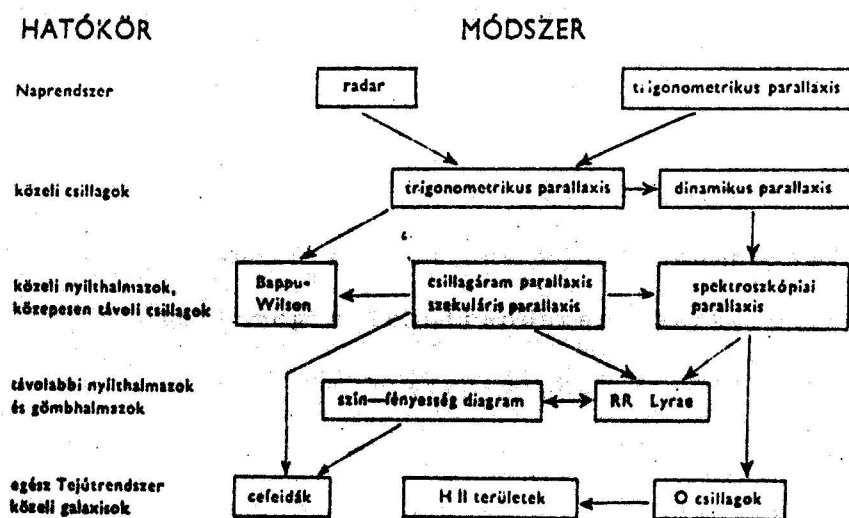 HATÓKÖR MÓDSZER
Naprendszer radar trigonometrikus parallaxis
közeli csillagok trigonometrikus parallaxis dinamikus parallaxis
közeli nyílthalmazok,
közepesen távoli csillagok
Bappu-
Wilson
csillagáram parallaxis
szekuláris parallaxis
spektroszkópiai
parallaxis
távolabbi nyílthalmazok
és gömbhalmazok
szín—fényesség diagram RR Lyrae
egész Tejútrendszer
közeli galaxisok
cefeidák H II területek O csillagok